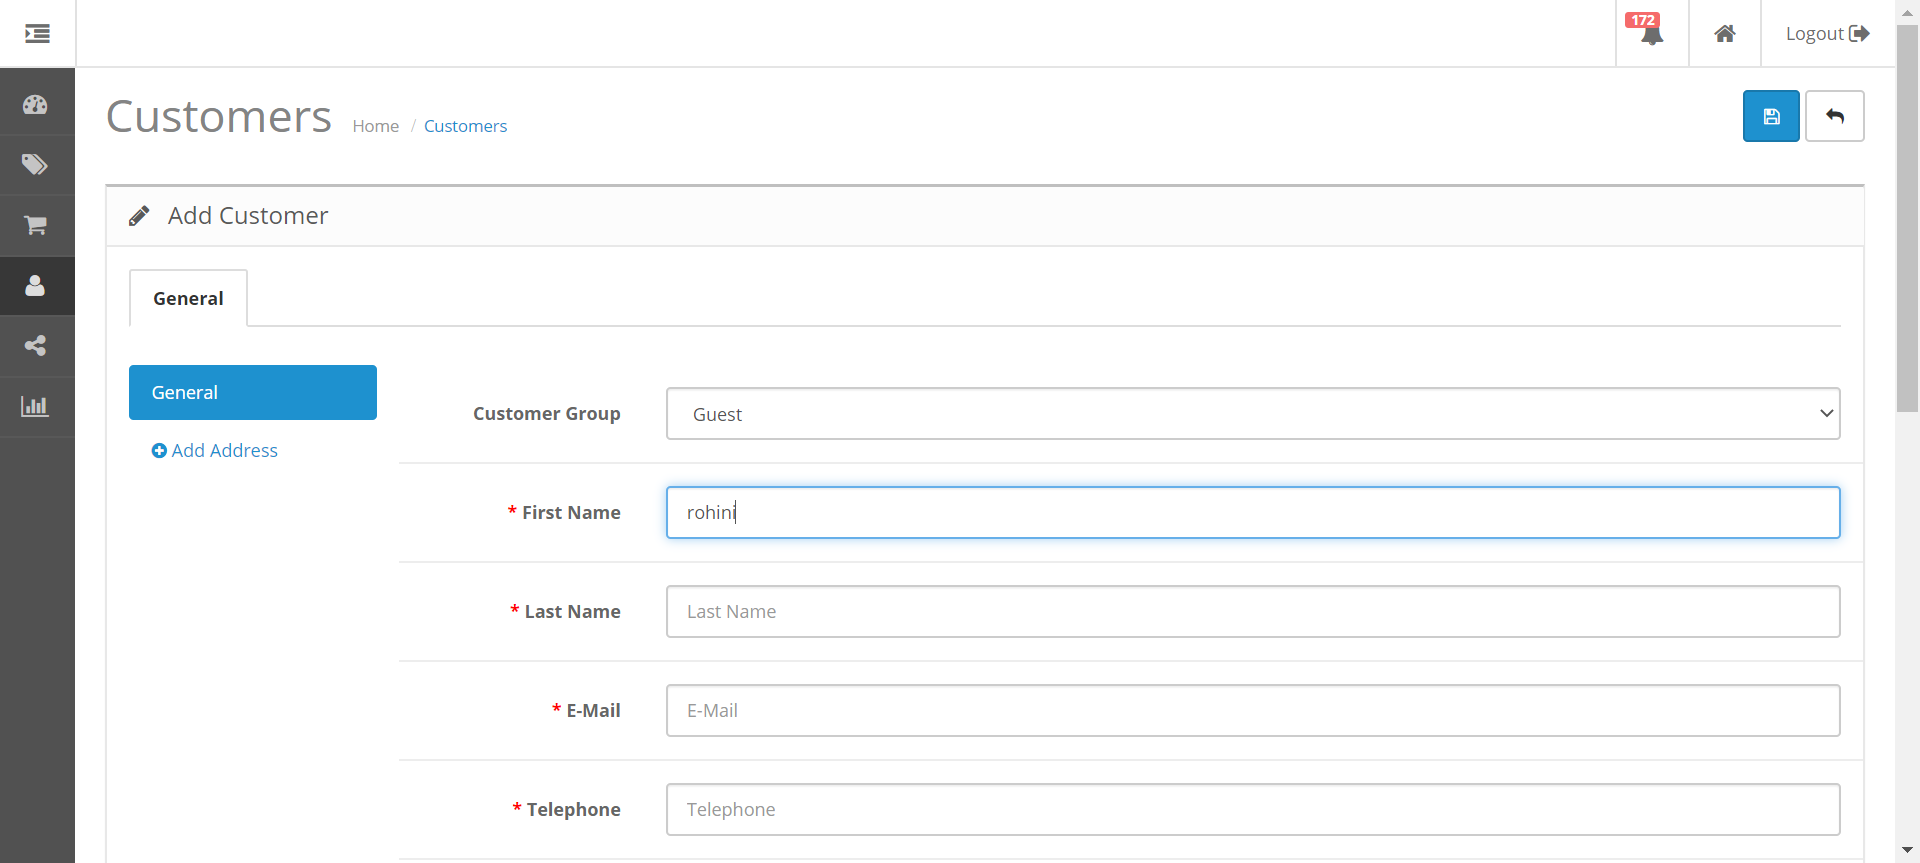 172
Logout
Customers
Home / Customers
Add Customer
General
General
Add Address
Customer Group
Guest
* First Name
rohini
* Last Name
Last Name
* E-Mail
E-Mail
* Telephone
Telephone